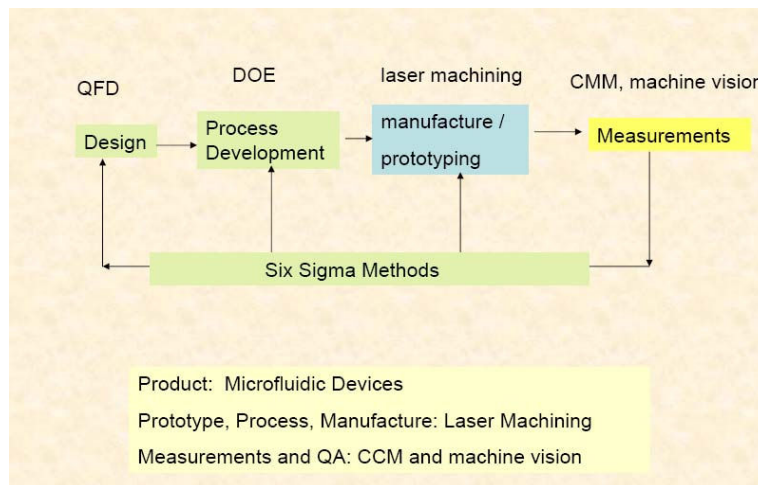 QFD
DOE
laser machining
CMM, machine vision
Design
Process
Development
manufacture /
prototyping
Measurements
Six Sigma Methods
Product: Microfluidic Devices
Prototype, Process, Manufacture: Laser Machining
Measurements and QA: CCM and machine vision